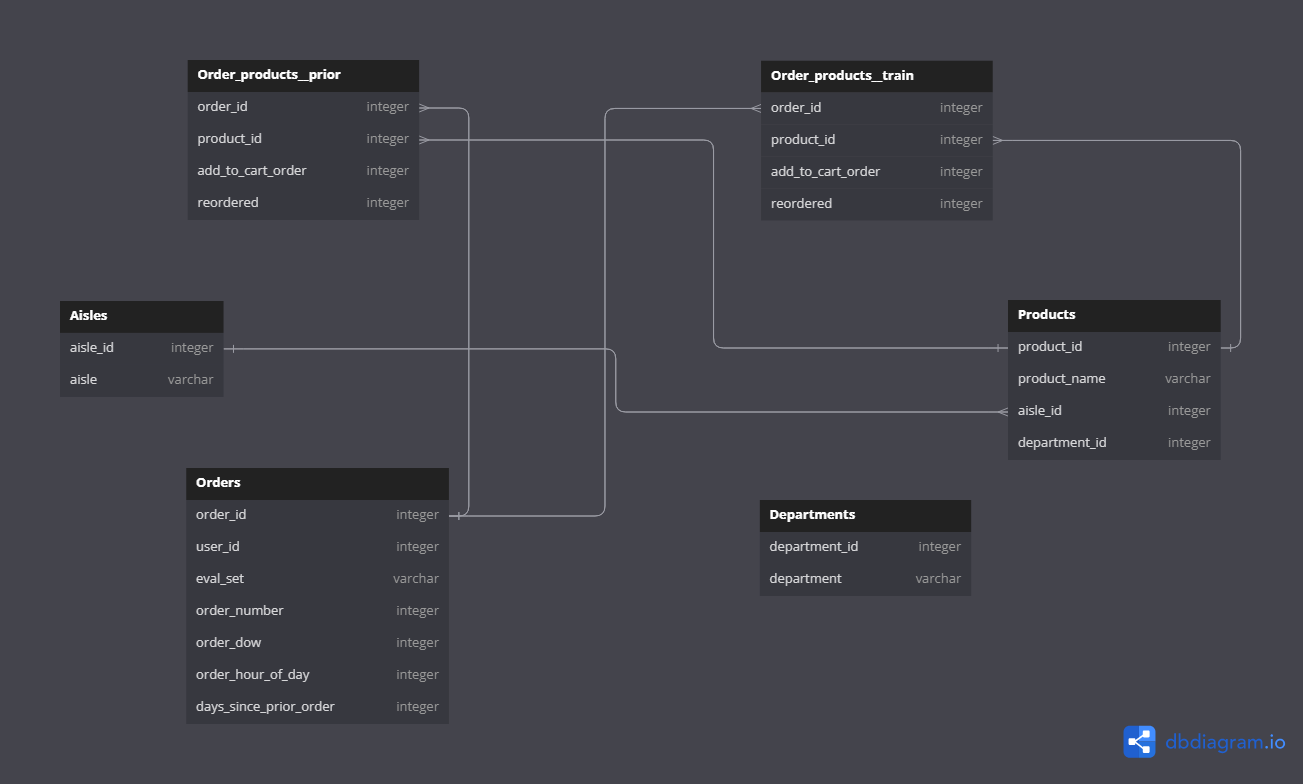 Order_products__prior
order_id integer
product_id integer
add_to_cart_order integer
reordered integer
Order_products__train
order_id integer
product_id integer
add_to_cart_order integer
reordered integer
Aisles
aisle_id integer
aisle varchar
Products
product_id integer
product_name varchar
aisle_id integer
department_id integer
Orders
order_id integer
user_id integer
eval_set varchar
order_number integer
order_dow integer
order_hour_of_day integer
days_since_prior_order integer
Departments
department_id integer
department varchar
dbdiagram.io